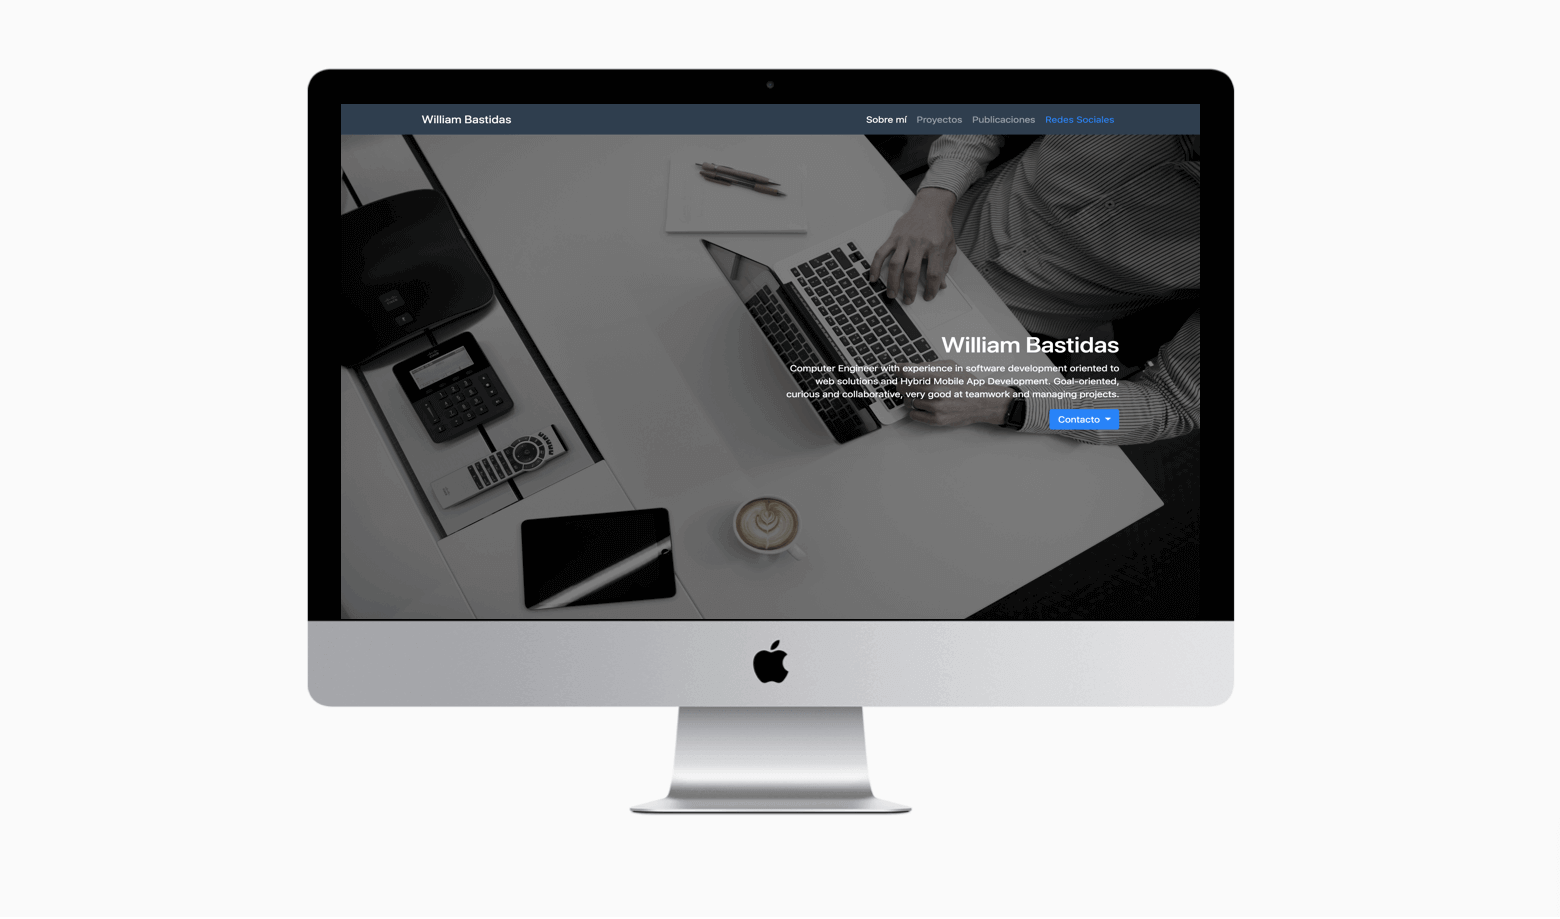 William Bastidas
Sobre mí Proyectos Publicaciones Redes Sociales
William Bastidas
Computer Engineer with experience in software development oriented to
web solutions and Hybrid Mobile App Development. Goal-oriented,
curious and collaborative, very good at teamwork and managing projects.
Contacto